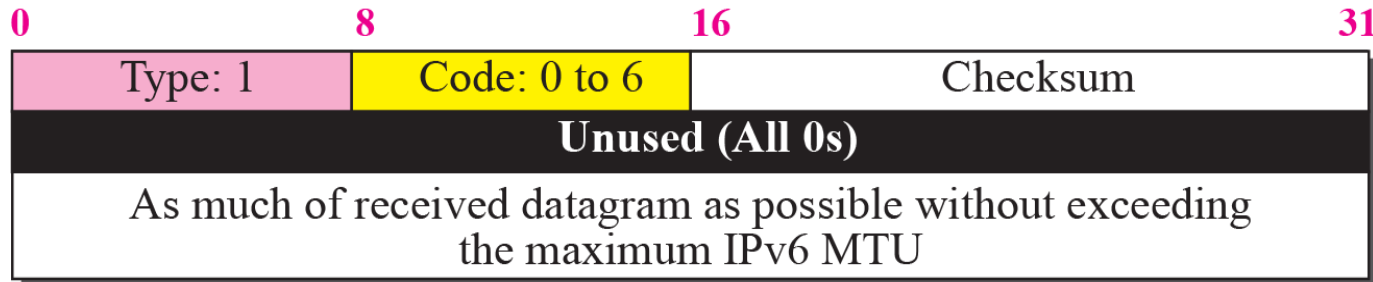 0 8 16 31
Type: 1 Code: 0 to 6 Checksum
Unused (All 0s)
As much of received datagram as possible without exceeding
the maximum IPv6 MTU